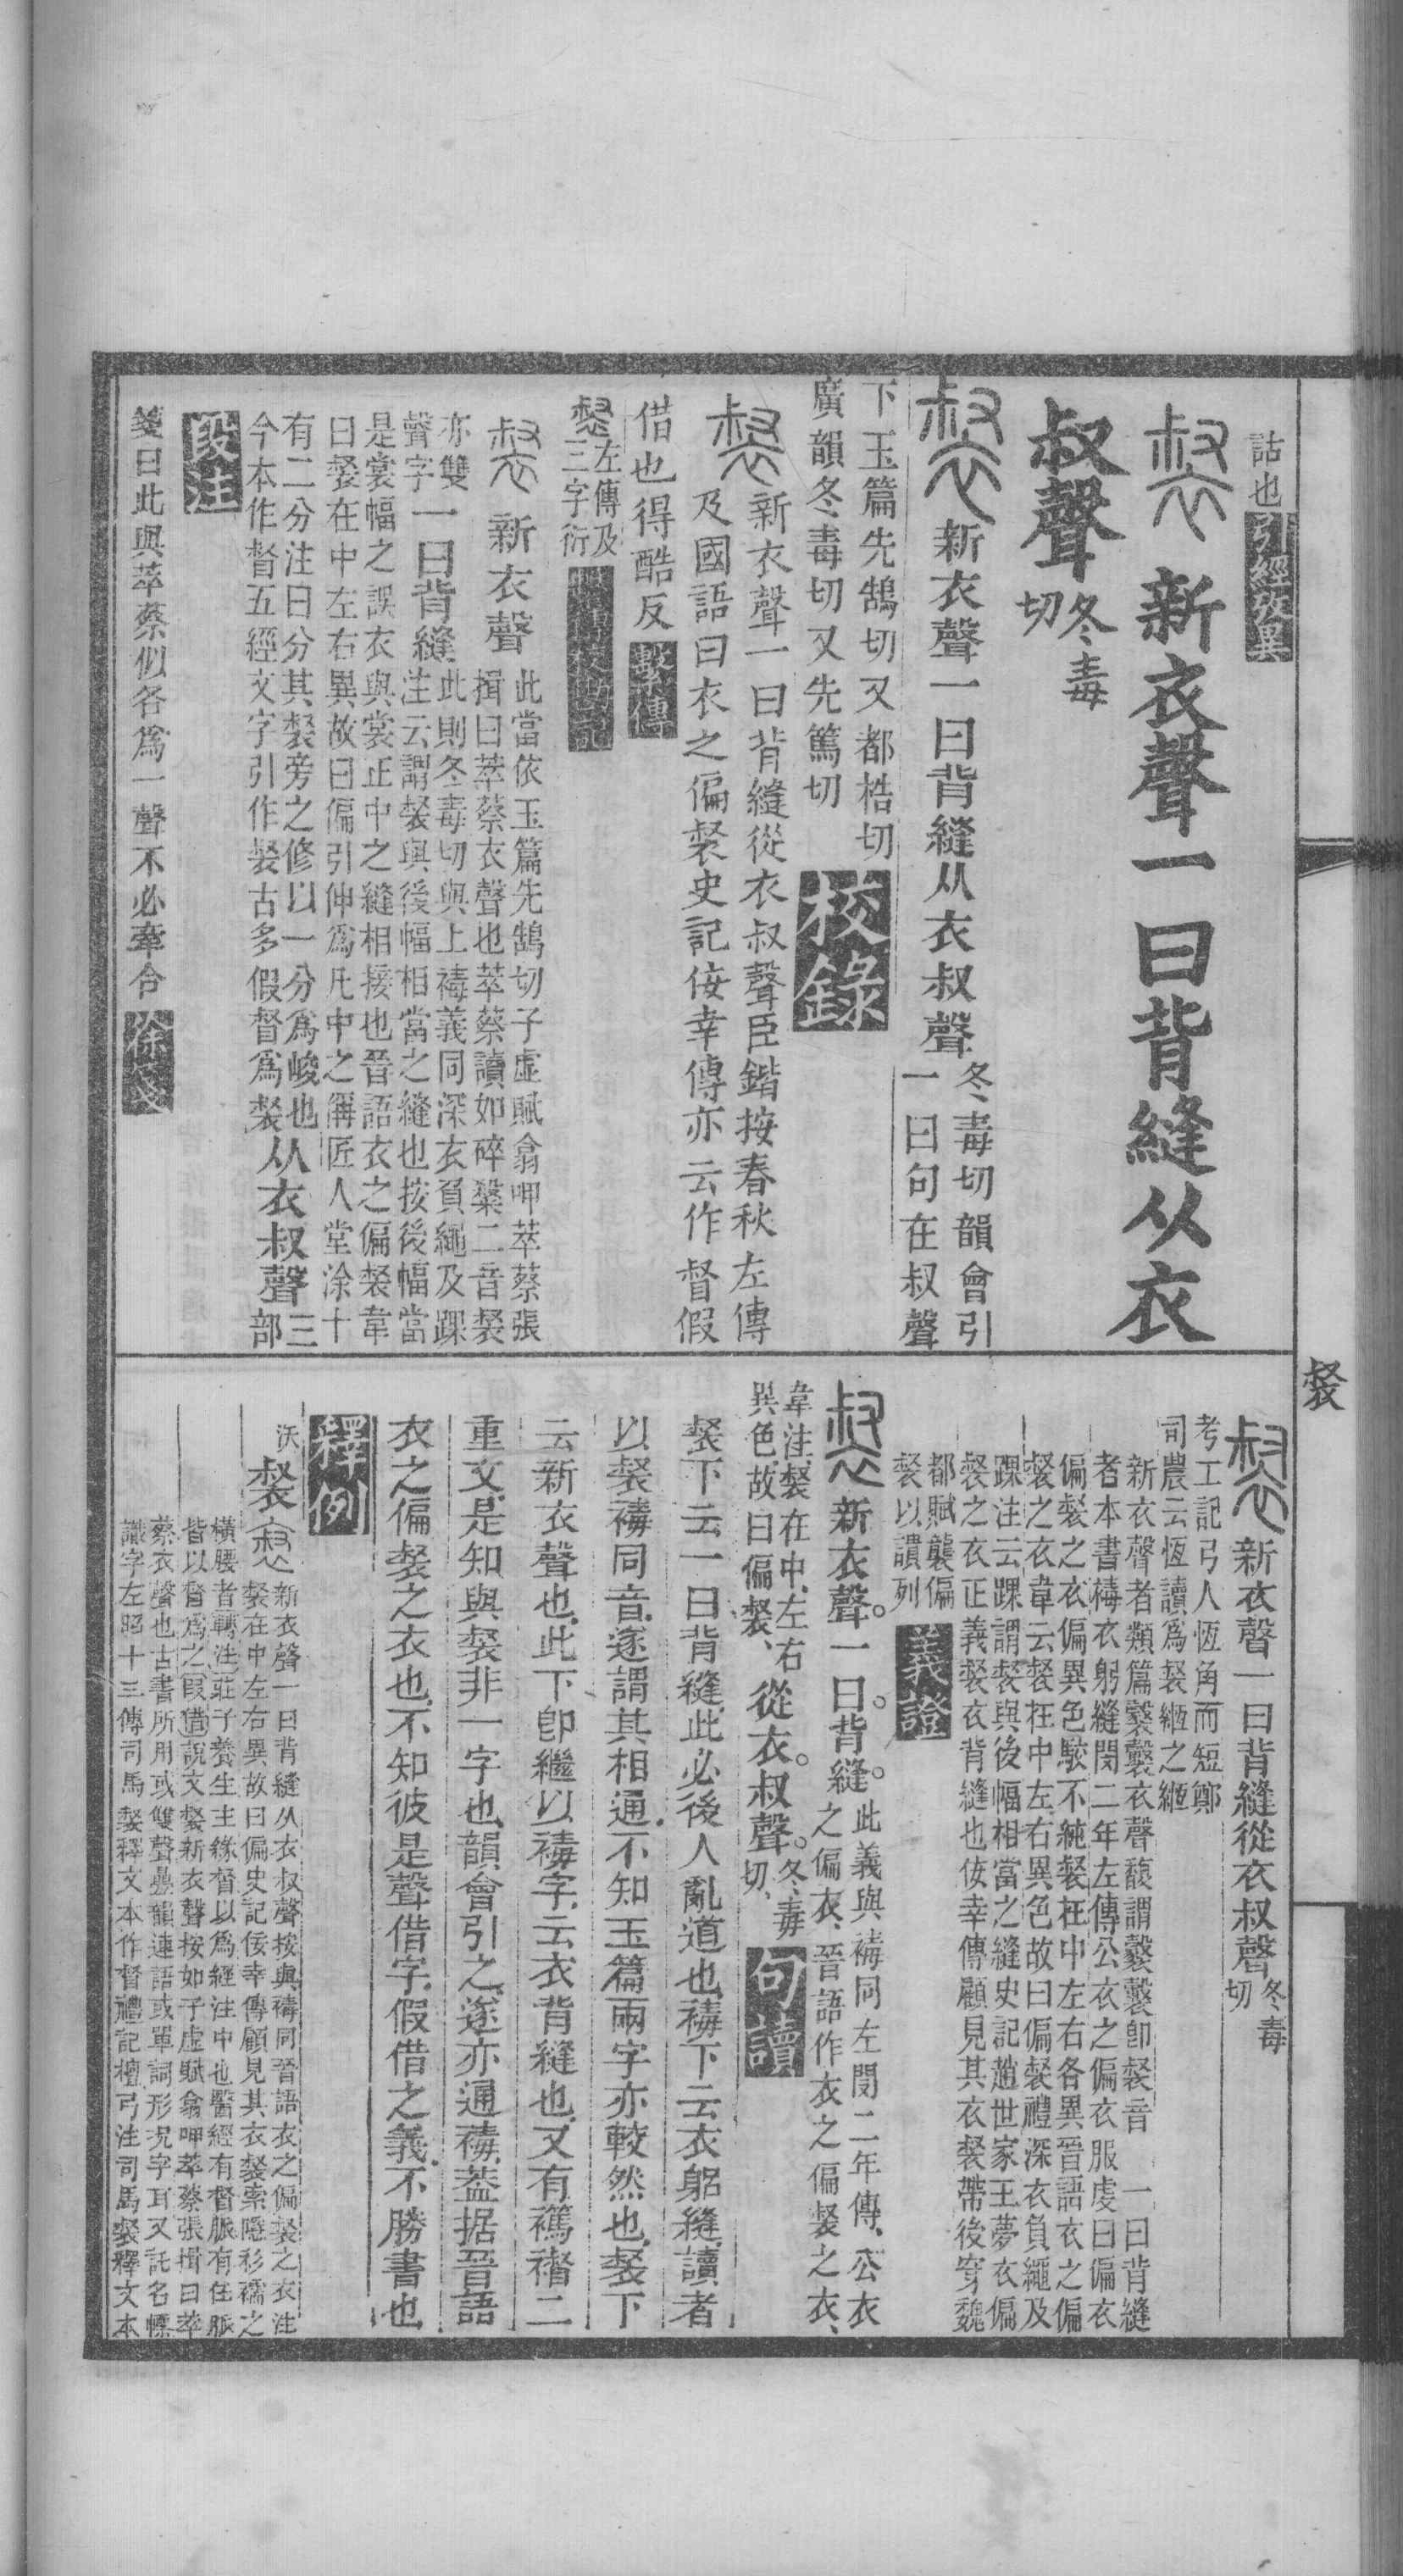 詁也引經攷異
裻新衣聲一曰背縫从衣
叔聲冬毒
切
裻新衣聲一曰背縫从衣叔聲冬毒切韻會引
一曰句在叔聲
下玉篇先鵠切又都梏切
廣韻冬毒切又先篤切校錄
裻新衣聲一曰背縫從衣叔聲臣鍇按春秋左傳
及國語曰衣之偏裻史記佞幸傳亦云作督假
借也得酷反繫傳
裻左傳及
二字衍
裻新衣聲此當依玉篇先鵠切子虛賦翕呷萃蔡張
揖曰萃蔡衣聲也萃蔡讀如碎粲二音裻
亦雙
聲字一曰背縫此則冬毒切與上褠義同深衣負繩及踝
注云謂裻與後幅相當之縫也按後幅當
是裳幅之誤衣與裳正中之縫相接也晉語衣之偏裻韋
曰裻在中左右異故曰偏引伸爲凡中之偁匠人堂涂十
有二分注曰分其裻旁之修以一分爲峻也从衣叔聲三
今本作督五經文字引作裻古多假督爲裻部
段注
箋曰此與萃蔡似各爲一聲不必牽合徐箋
裻
裻新衣聲一曰背縫從衣叔聲冬毒
切
考工記弓人恆角而短鄭
司農云恆讀爲裻縆之縆
新衣聲者類篇褩褩衣聲馥謂褩褩卽裻音一曰背縫
者本書褠衣躬縫閔二年左傳公衣之偏衣服虔曰偏衣
偏裻之衣偏異色駁不純裻在中左右各異晉語衣之偏
裻之衣韋云裻在中左右異色故曰偏裻禮深衣負繩及
踝注云踝謂裻與後幅相當之縫史記趙世家王夢衣偏
裻之衣正義裻衣背縫也佞幸傳顧見其衣裻帶後穿魏
都賦襲偏
裻以讃列義證
裻新衣聲。一曰。背縫。此義與褠同左閔二年傳、公衣
之偏衣、晉語作衣之偏裻之衣、
韋注、裻在中、左右
異色、故曰偏裻、從衣。叔聲。冬毒
切、句讀
裻下云一曰背縫、此必後人亂道也、褠下云衣躬縫、讀者
以裻褠同音、遂謂其相通、不知玉篇兩字亦較然也、裻下
云新衣聲也、此下卽繼以褠字、云衣背縫也、又有襨褶二
重文、是知與裻非一字也、韻會引之、遂亦通褠、葢据晉語
衣之偏裻之衣也、不知彼是聲借字、假借之義、不勝書也
釋例
沃裻新衣聲一曰背縫从衣叔聲按與褠同晉語衣之偏裻之衣注
裻在中左右異故曰偏史記佞幸傳顧見其衣裻索隱衫襦之
橫腰者轉注莊子養生主緣督以爲經注中也醫經有督脈有任脈
皆以督爲之假借說文裻新衣聲按如子虛賦翕呷萃蔡張揖曰萃
蔡衣聲也古書所用或雙聲疊韻連語或單詞形況字耳又託名幖
識字左昭十三傳司馬裻釋文本作督禮記檀弓注司馬裻釋文本